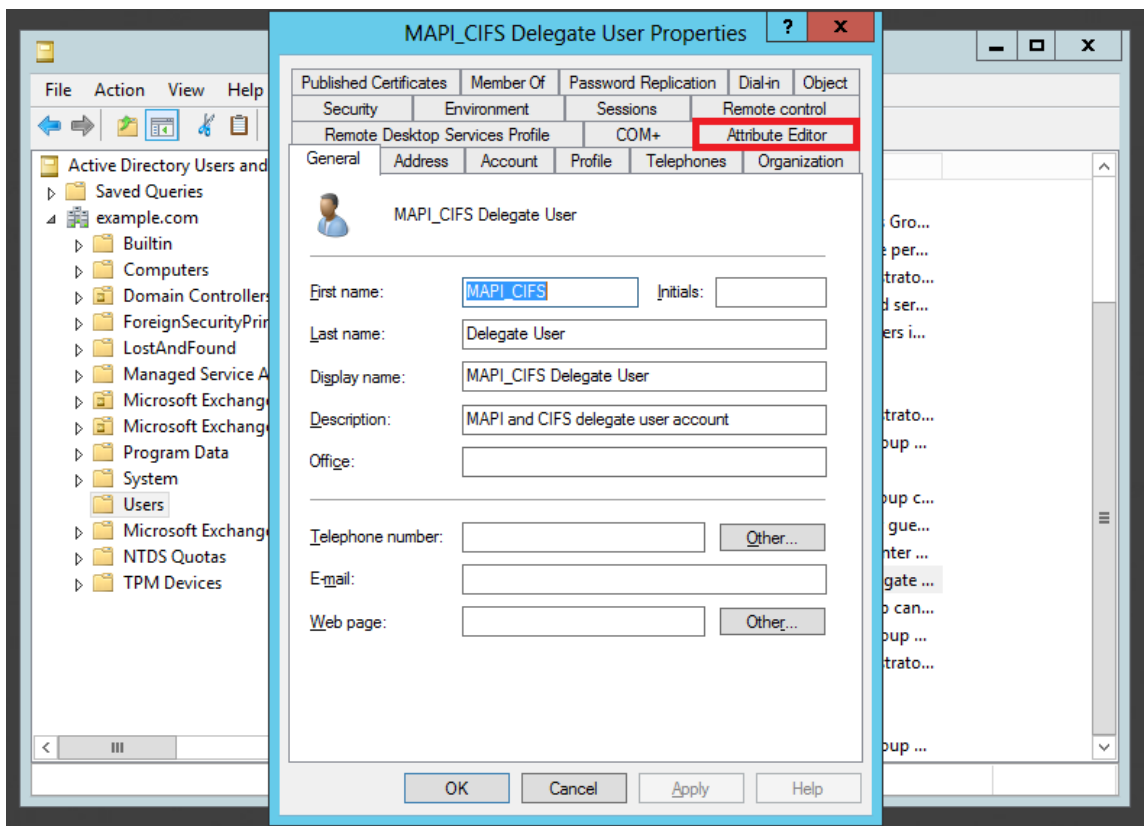 MAPI_CIFS Delegate User Properties
?
x
x
File Action View Help
Active Directory Users and
Saved Queries
example.com
Builtin
Computers
Domain Controllers
ForeignSecurityPrin
LostAndFound
Managed Service A
Microsoft Exchange
Microsoft Exchange
Program Data
System
Users
Microsoft Exchange
NTDS Quotas
TPM Devices
Published Certificates Member Of Password Replication Dial-in Object
Security Environment Sessions Remote control
Remote Desktop Services Profile COM+ Attribute Editor
General Address Account Profile Telephones Organization
MAPI_CIFS Delegate User
First name: MAPI_CIFS Initials:
Last name: Delegate User
Display name: MAPI_CIFS Delegate User
Description: MAPI and CIFS delegate user account
Office:
Telephone number: Other...
E-mail:
Web page: Other...
OK Cancel Apply Help
Gro...
per...
strato...
d ser...
ers i...
strato...
oup ...
oup c...
gue...
nter ...
gate ...
can...
oup ...
strato...
oup ...